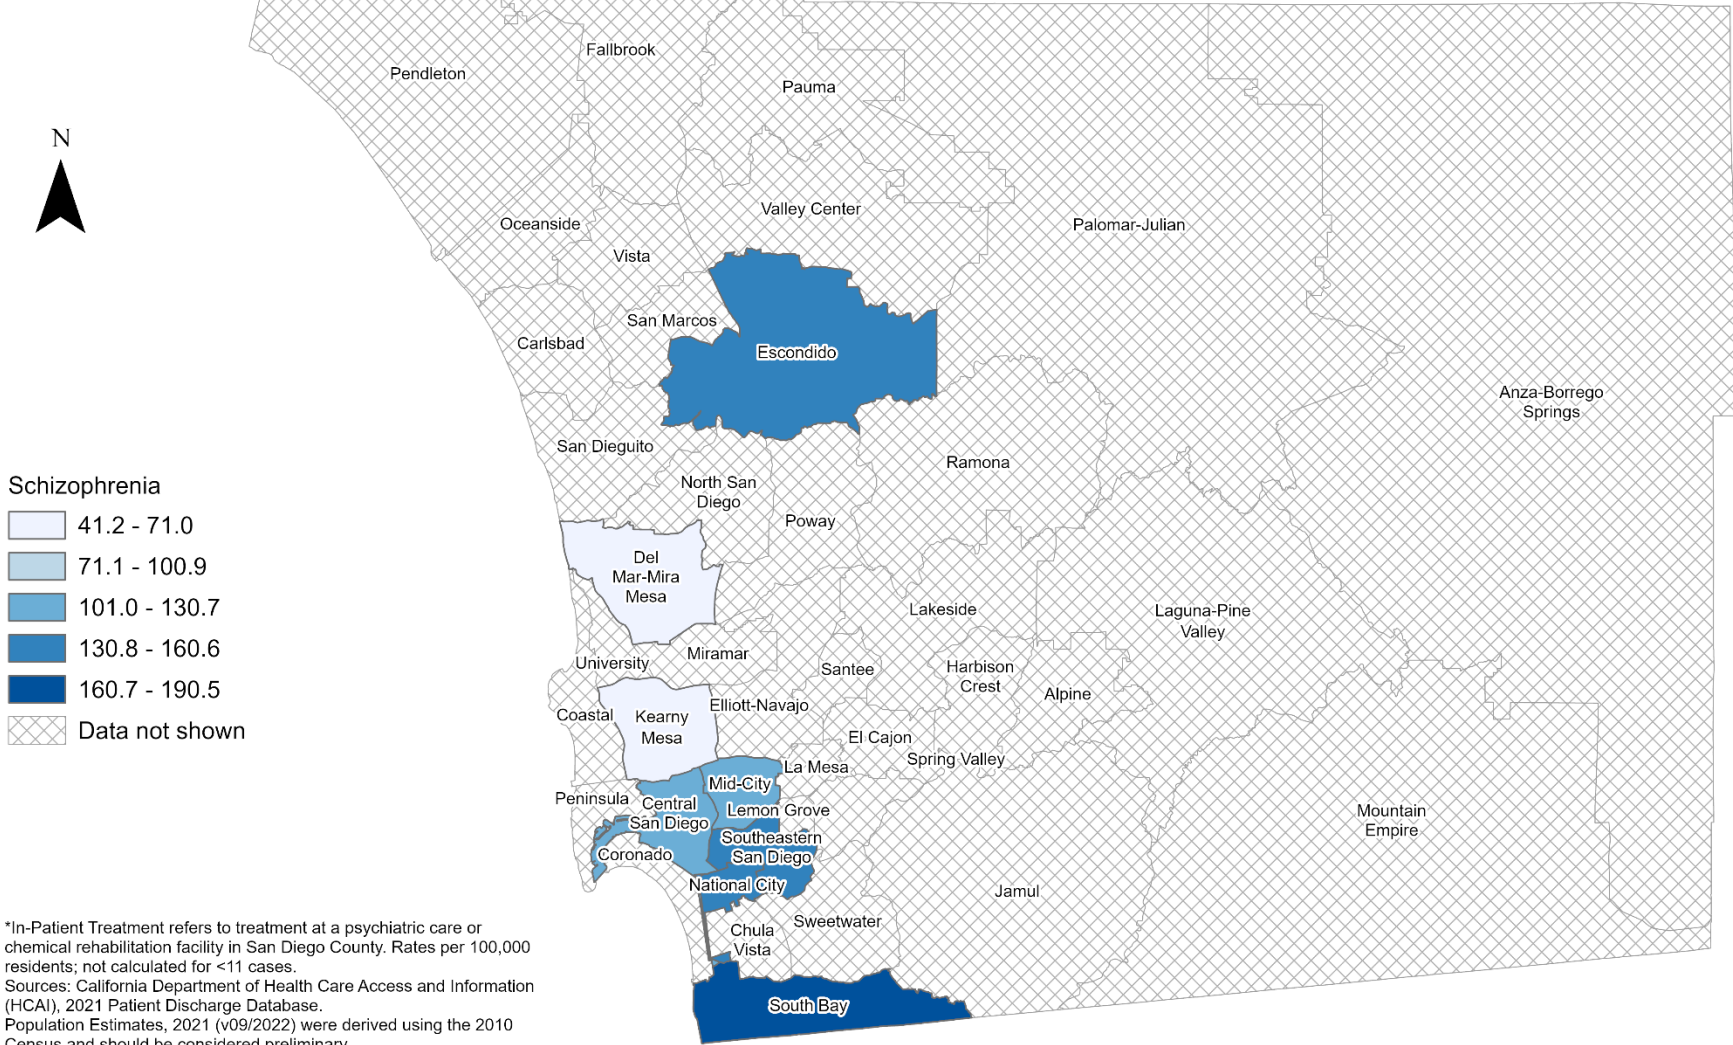 Fallbrook
Pendleton
Pauma
N
Valley Center
Oceanside
Palomar-Julian
Vista
San Marcos
Carlsbad
Escondido
Anza-Borrego
Springs
San Dieguito
Ramona
North San
Diego
Poway
Schizophrenia
41.2 - 71.0
71.1 - 100.9
101.0 - 130.7
130.8 - 160.6
160.7 - 190.5
Data not shown
Del
Mar-Mira
Mesa
Lakeside
Laguna-Pine
Valley
Miramar
University
Santee
Harbison
Crest
Alpine
Elliott-Navajo
Coastal
Kearny
Mesa
El Cajon
Spring Valley
La Mesa
Mid-City
Peninsula
Central
San Diego
Lemon Grove
Mountain
Empire
Southeastern
San Diego
Coronado
National City
Jamul
Sweetwater
Chula
Vista
South Bay
*In-Patient Treatment refers to treatment at a psychiatric care or
chemical rehabilitation facility in San Diego County. Rates per 100,000
residents; not calculated for <11 cases.
Sources: California Department of Health Care Access and Information
(HCAI), 2021 Patient Discharge Database.
Population Estimates, 2021 (v09/2022) were derived using the 2010
Census and should be considered preliminary.